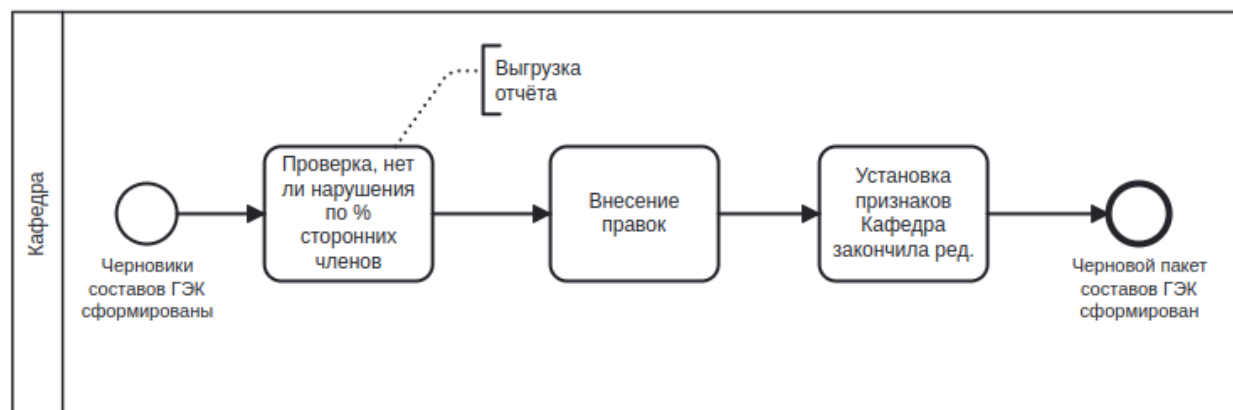 Кафедра
Выгрузка
отчёта
Проверка, нет
ли нарушения
по %
сторонних
членов
Внесение
правок
Установка
признаков
Кафедра
закончила ред.
Черновики
составов ГЭК
сформированы
Черновой пакет
составов ГЭК
сформирован